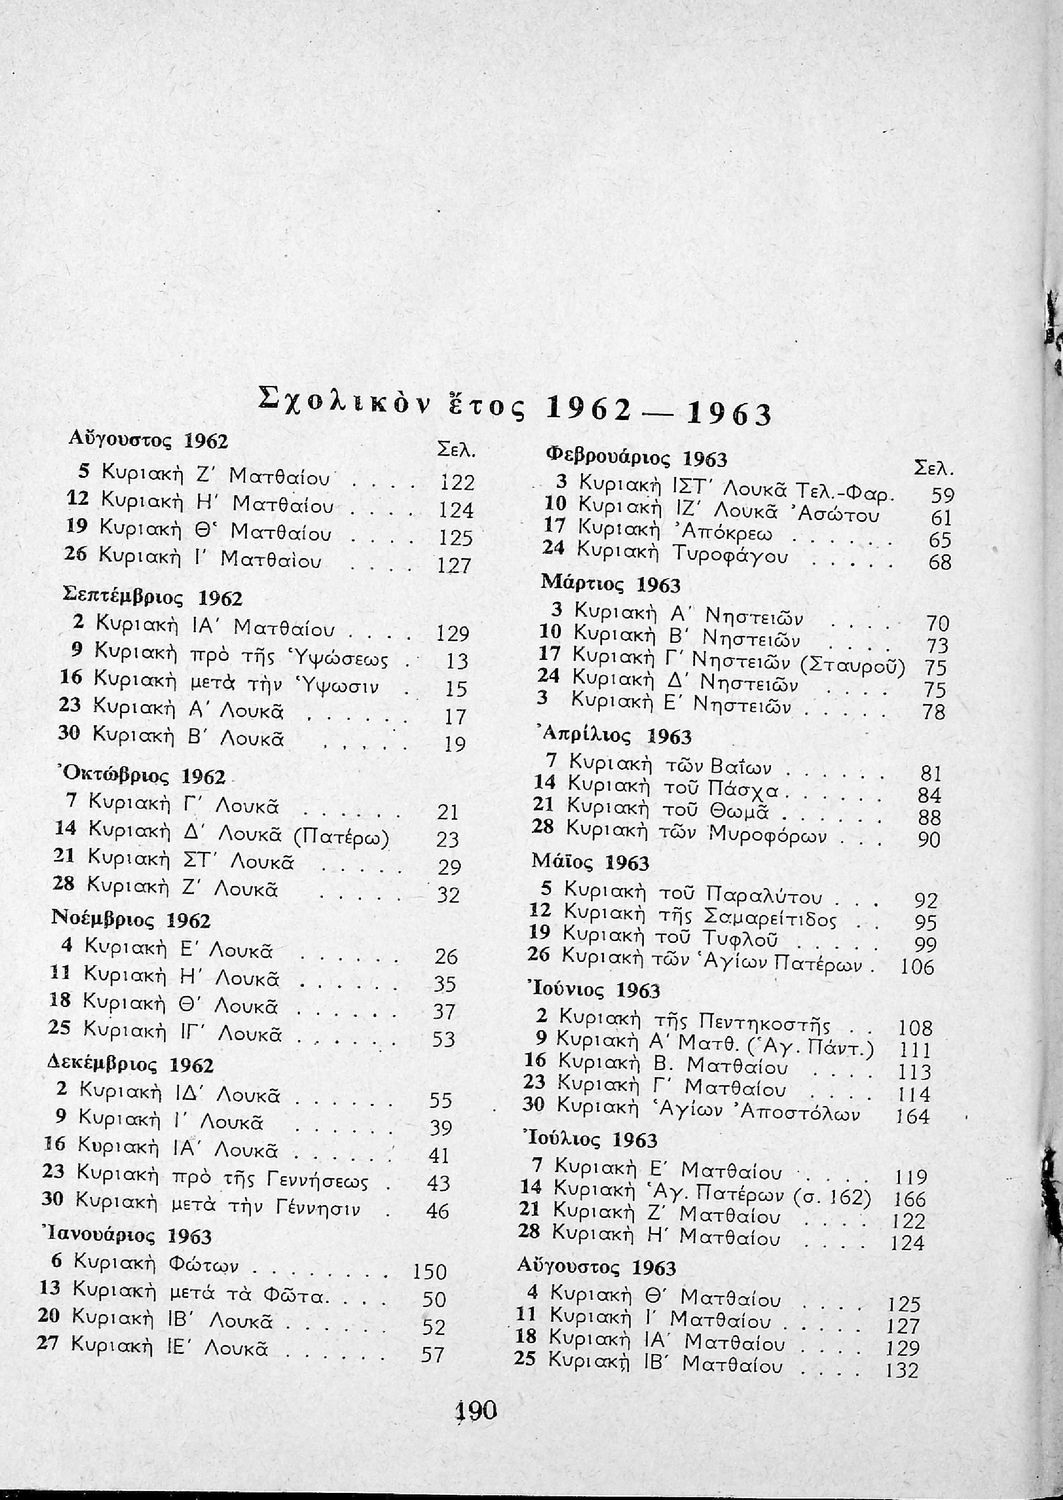 Σχολικὸν ἔτος 1962 — 1963
Αὔγουστος 1962
Σελ.
5 Κυριακὴ Ζ' Ματθαίου . . . . 122
12 Κυριακὴ Η' Ματθαίου . . . . 124
19 Κυριακὴ Θ' Ματθαίου . . . . 125
26 Κυριακὴ Ι' Ματθαίου . . . . 127
Σεπτέμβριος 1962
2 Κυριακὴ ΙΑ' Ματθαίου . . . . 129
9 Κυριακὴ πρὸ τῆς Ὑψώσεως . 13
16 Κυριακὴ μετὰ τὴν Ὕψωσιν . 15
23 Κυριακὴ Α' Λουκᾶ . . . . . . 17
30 Κυριακὴ Β' Λουκᾶ . . . . . 19
Ὀκτώβριος 1962
7 Κυριακὴ Γ' Λουκᾶ . . . . . . 21
14 Κυριακὴ Δ' Λουκᾶ (Πατέρω) 23
21 Κυριακὴ ΣΤ' Λουκᾶ . . . . . 29
28 Κυριακὴ Ζ' Λουκᾶ . . . . . 32
Νοέμβριος 1962
4 Κυριακὴ Ε' Λουκᾶ . . . . . . 26
11 Κυριακὴ Η' Λουκᾶ . . . . . . 35
18 Κυριακὴ Θ' Λουκᾶ . . . . . . 37
25 Κυριακὴ ΙΓ' Λουκᾶ . . . . . . 53
Δεκέμβριος 1962
2 Κυριακὴ ΙΔ' Λουκᾶ . . . . . . 55
9 Κυριακὴ Ι' Λουκᾶ . . . . . . 39
16 Κυριακὴ ΙΑ' Λουκᾶ . . . . . . 41
23 Κυριακὴ πρὸ τῆς Γεννήσεως . 43
30 Κυριακὴ μετὰ τὴν Γέννησιν . 46
Ἰανουάριος 1963
6 Κυριακὴ Φώτων . . . . . . . . 150
13 Κυριακὴ μετά τὰ Φῶτα. . . . 50
20 Κυριακὴ ΙΒ' Λουκᾶ . . . . . . 52
27 Κυριακὴ ΙΕ' Λουκᾶ . . . . . . 57
Φεβρουάριος 1963
Σελ.
3 Κυριακὴ ΙΣΤ' Λουκᾶ Τελ.-Φαρ. 59
10 Κυριακὴ ΙΖ' Λουκᾶ Ἀσώτου 61
17 Κυριακὴ Ἀπόκρεω . . . . . . 65
24 Κυριακὴ Τυροφάγου . . . . . 68
Μάρτιος 1963
3 Κυριακὴ Α' Νηστειῶν . . . . 70
10 Κυριακὴ Β' Νηστειῶν . . . . 73
17 Κυριακὴ Γ' Νηστειῶν (Σταυροῦ) 75
24 Κυριακὴ Δ' Νηστειῶν . . . . 75
3 Κυριακὴ Ε' Νηστειῶν . . . . . 78
Ἀπρίλιος 1963
7 Κυριακὴ τῶν Βαΐων . . . . . . 81
14 Κυριακὴ τοῦ Πάσχα . . . . . . 84
21 Κυριακὴ τοῦ Θωμᾶ . . . . . . 88
28 Κυριακὴ τῶν Μυροφόρων . . . 90
Μάϊος 1963
5 Κυριακὴ τοῦ Παραλύτου . . . 92
12 Κυριακὴ τῆς Σαμαρείτιδος . . 95
19 Κυριακὴ τοῦ Τυφλοῦ . . . . . 99
26 Κυριακὴ τῶν Ἁγίων Πατέρων . 106
Ἰούνιος 1963
2 Κυριακὴ τῆς Πεντηκοστῆς . . 108
9 Κυριακὴ Α' Ματθ. (Ἁγ. Πάντ.) 111
16 Κυριακὴ Β. Ματθαίου . . . . 113
23 Κυριακὴ Γ' Ματθαίου . . . . 114
30 Κυριακὴ Ἁγίων Ἀποστόλων 164
Ἰούλιος 1963
7 Κυριακὴ Ε' Ματθαίου . . . . 119
14 Κυριακὴ Ἁγ. Πατέρων (σ. 162) 166
21 Κυριακὴ Ζ' Ματθαίου . . . . 122
28 Κυριακὴ Η' Ματθαίου . . . . 124
Αὔγουστος 1963
4 Κυριακὴ Θ' Ματθαίου . . . . 125
11 Κυριακὴ Ι' Ματθαίου . . . . . 127
18 Κυριακὴ ΙΑ' Ματθαίου . . . . 129
25 Κυριακὴ ΙΒ' Ματθαίου . . . . 132
190